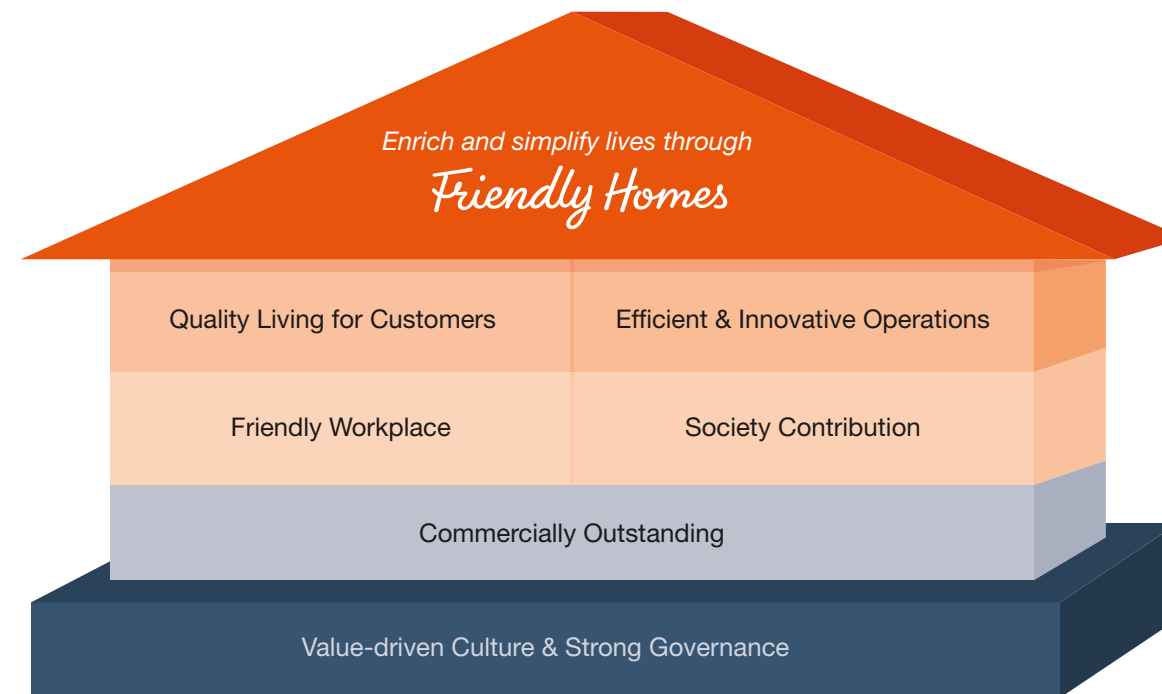 Enrich and simplify lives through
Friendly Homes
Quality Living for Customers
Efficient & Innovative Operations
Friendly Workplace
Society Contribution
Commercially Outstanding
Value-driven Culture & Strong Governance